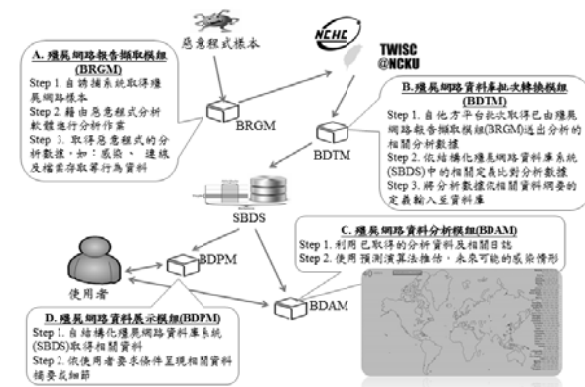 惡意程式樣本
NCHC
TWISC
@NCKU
A. 殭屍網路報告擷取模組
(BRGM)
Step 1. 自誘捕系統取得殭
屍網路樣本
Step 2. 藉由惡意程式分析
軟體進行分析作業
Step 3. 取得惡意程式的分
析數據，如：感染、連線
及檔案存取等行為資料
BRGM
BDTM
B.殭屍網路資料庫批次轉換模組
(BDTM)
Step 1. 自他方平台批次取得已由殭屍
網路報告擷取模組(BRGM)送出分析的
相關分析數據
Step 2. 依結構化殭屍網路資料庫系統
(SBDS)中的相關定義比對分析數據
Step 3. 將分析數據依相關資料綱要的
定義輸入至資料庫
SBDS
C. 殭屍網路資料分析模組(BDAM)
Step 1. 利用已取得的分析資料及相關日誌
Step 2. 使用預測演算法推估，未來可能的感染情形
使用者
BDPM
BDAM
D. 殭屍網路資料展示模組(BDPM)
Step 1. 自結構化殭屍網路資料庫系統
(SBDS)取得相關資料
Step 2. 依使用者要求條件呈現相關資料
摘要或細節